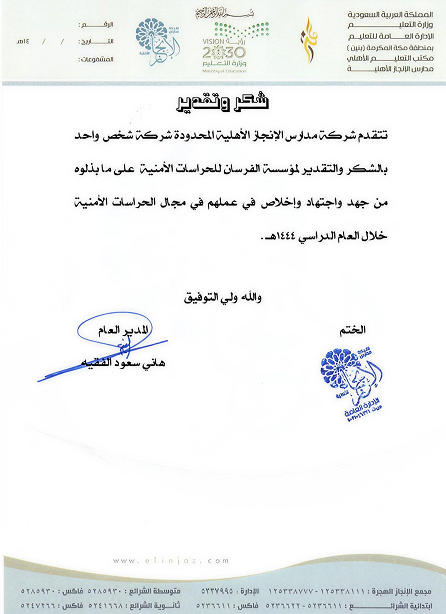 المملكة العربية السعودية
وزارة التعليم
الإدارة العامة للتعليم
بمنطقة مكة المكرمة (بنين)
مكتب التعليم الأهلي
مدارس الإنجاز الأهلية
رؤية VISION
2030
وزارة التعليم
Ministry of Education
الرقم :
التاريخ : / / ١٤هـ
المشفوعات :
شكر وتقدير
تتقدم شركة مدارس الإنجاز الأهلية المحدودة شركة شخص واحد
بالشكر والتقدير لمؤسسة الفرسان للحراسات الأمنية على ما بذلوه
من جهد واجتهاد وإخلاص في عملهم في مجال الحراسات الأمنية
خلال العام الدراسي ١٤٤٤هـ.
والله ولي التوفيق
الختم
المدير العام
هاني سعود الفقيه
الإدارة العامة
www.elinjaz.com
مجمع الإنجاز الهجرة : ١٢٥٣٣٨١١١ - ١٢٥٣٣٨٧٧٧ الإدارة : ٥٣٣٧٩٩٥ متوسطة الشرائع : ٥٢٨٥٩٣٠ فاكس : ٥٢٨٥٩٣٠
ابتدائية الشرائع : ٥٢٣٦٦١١ - ٥٢٣٦٦٢٢ فاكس : ٥٢٣٦٦١١ ثانوية الشرائع : ٥٢٤١٦٦٨ فاكس : ٥٢٤٧٢٦٦